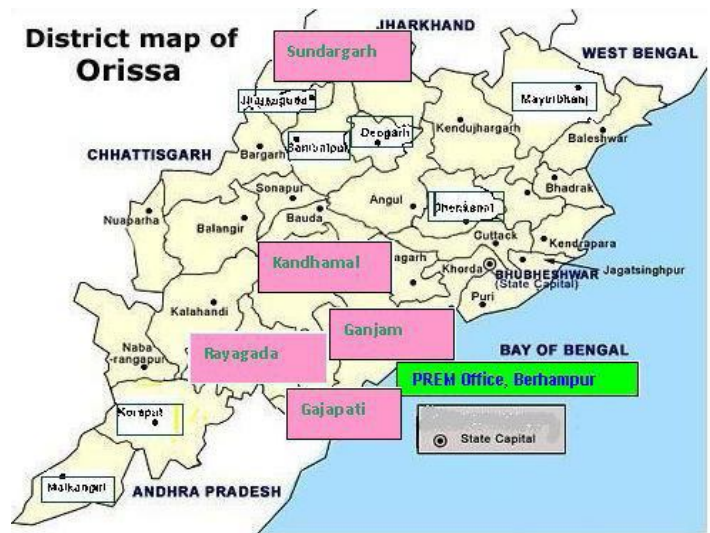 District map of
Orissa
JHARKHAND
WEST BENGAL
Sundargarh
Mayurbhanj
Deogarh
Kendujhargarh
Baleshwar
CHHATTISGARH
Bargarh
Sambalpur
Sonapur
Angul
Dhenkanal
Bhadrak
Nuaparha
Balangir
Bauda
Cuttack
Kendrapara
Kandhamal
agarh
Khorda
BHUBHESHWAR
(State Capital)
Jagatsinghpur
Puri
Kalahandi
Ganjam
Naba
-rangapur
Rayagada
BAY OF BENGAL
PREM Office, Berhampur
Gajapati
Koraput
State Capital
Malkangiri
ANDHRA PRADESH